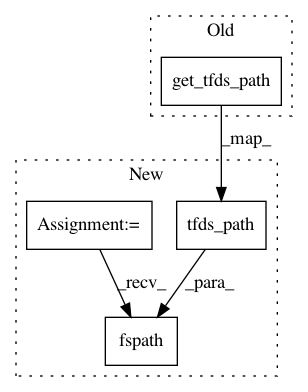 Old
get_tfds_path
_map_
New
Assignment:=
tfds_path
_recv_
_para_
fspath